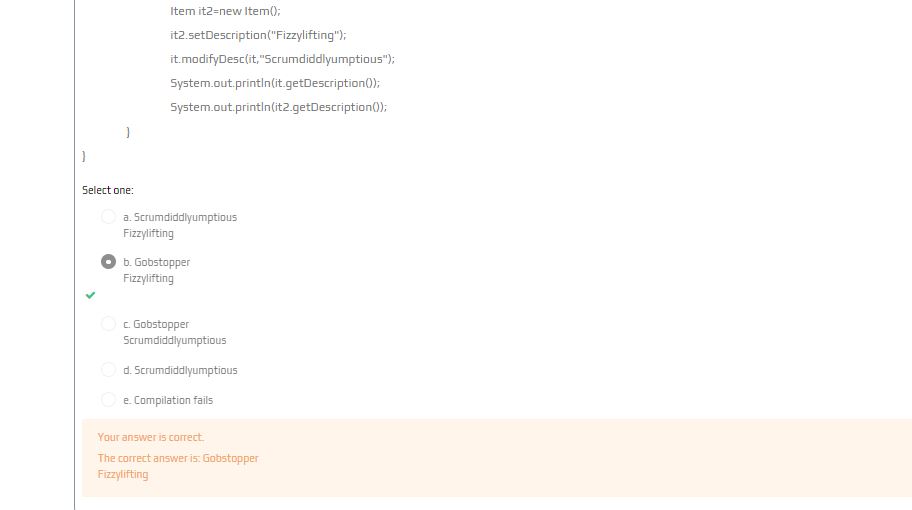 Item it2=new Item();
it2.setDescription("Fizzylifting");
it.modifyDesc(it,"Scrumdiddlyumptious");
System.out.println(it.getDescription());
System.out.println(it2.getDescription());
}
}
Select one:
a. Scrumdiddlyumptious
Fizzylifting
b. Gobstopper
Fizzylifting
c. Gobstopper
Scrumdiddlyumptious
d. Scrumdiddlyumptious
e. Compilation fails
Your answer is correct.
The correct answer is: Gobstopper
Fizzylifting